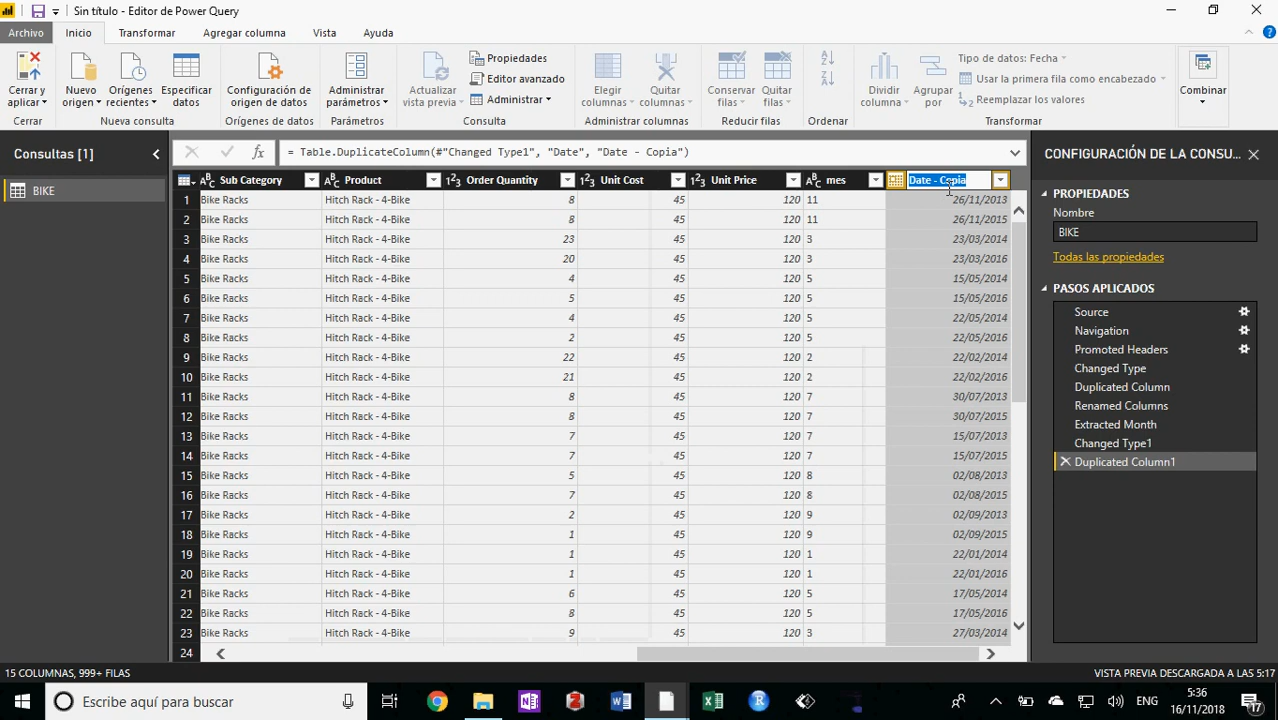 Sin título - Editor de Power Query
Archivo Inicio Transformar Agregar columna Vista Ayuda
Cerrar y aplicar Nuevo origen Orígenes recientes Especificar datos Configuración de origen de datos Administrar parámetros Actualizar vista previa Propiedades Editor avanzado Administrar Elegir columnas Quitar columnas Conservar filas Quitar filas Dividir columna Agrupar por Tipo de datos: Fecha Usar la primera fila como encabezado Reemplazar los valores Combinar
Cerrar Nueva consulta Orígenes de datos Parámetros Consulta Administrar columnas Reducir filas Ordenar Transformar
Consultas [1]
BIKE
= Table.DuplicateColumn(#"Changed Type1", "Date", "Date - Copia")
Sub Category Product Order Quantity Unit Cost Unit Price mes Date - Copia
1 Bike Racks Hitch Rack - 4-Bike 8 45 120 11 26/11/2013
2 Bike Racks Hitch Rack - 4-Bike 8 45 120 11 26/11/2015
3 Bike Racks Hitch Rack - 4-Bike 23 45 120 3 23/03/2014
4 Bike Racks Hitch Rack - 4-Bike 20 45 120 3 23/03/2016
5 Bike Racks Hitch Rack - 4-Bike 4 45 120 5 15/05/2014
6 Bike Racks Hitch Rack - 4-Bike 5 45 120 5 15/05/2016
7 Bike Racks Hitch Rack - 4-Bike 4 45 120 5 22/05/2014
8 Bike Racks Hitch Rack - 4-Bike 2 45 120 5 22/05/2016
9 Bike Racks Hitch Rack - 4-Bike 22 45 120 2 22/02/2014
10 Bike Racks Hitch Rack - 4-Bike 21 45 120 2 22/02/2016
11 Bike Racks Hitch Rack - 4-Bike 8 45 120 7 30/07/2013
12 Bike Racks Hitch Rack - 4-Bike 8 45 120 7 30/07/2015
13 Bike Racks Hitch Rack - 4-Bike 7 45 120 7 15/07/2013
14 Bike Racks Hitch Rack - 4-Bike 7 45 120 7 15/07/2015
15 Bike Racks Hitch Rack - 4-Bike 5 45 120 8 02/08/2013
16 Bike Racks Hitch Rack - 4-Bike 7 45 120 8 02/08/2015
17 Bike Racks Hitch Rack - 4-Bike 2 45 120 9 02/09/2013
18 Bike Racks Hitch Rack - 4-Bike 1 45 120 9 02/09/2015
19 Bike Racks Hitch Rack - 4-Bike 1 45 120 1 22/01/2014
20 Bike Racks Hitch Rack - 4-Bike 1 45 120 1 22/01/2016
21 Bike Racks Hitch Rack - 4-Bike 6 45 120 5 17/05/2014
22 Bike Racks Hitch Rack - 4-Bike 8 45 120 5 17/05/2016
23 Bike Racks Hitch Rack - 4-Bike 9 45 120 3 27/03/2014
24
CONFIGURACIÓN DE LA CONSU...
PROPIEDADES
Nombre
BIKE
Todas las propiedades
PASOS APLICADOS
Source
Navigation
Promoted Headers
Changed Type
Duplicated Column
Renamed Columns
Extracted Month
Changed Type1
Duplicated Column1
15 COLUMNS, 999+ FILAS
VISTA PREVIA DESCARGADA A LAS 5:17
Escribe aquí para buscar
ENG
5:36
16/11/2018
17